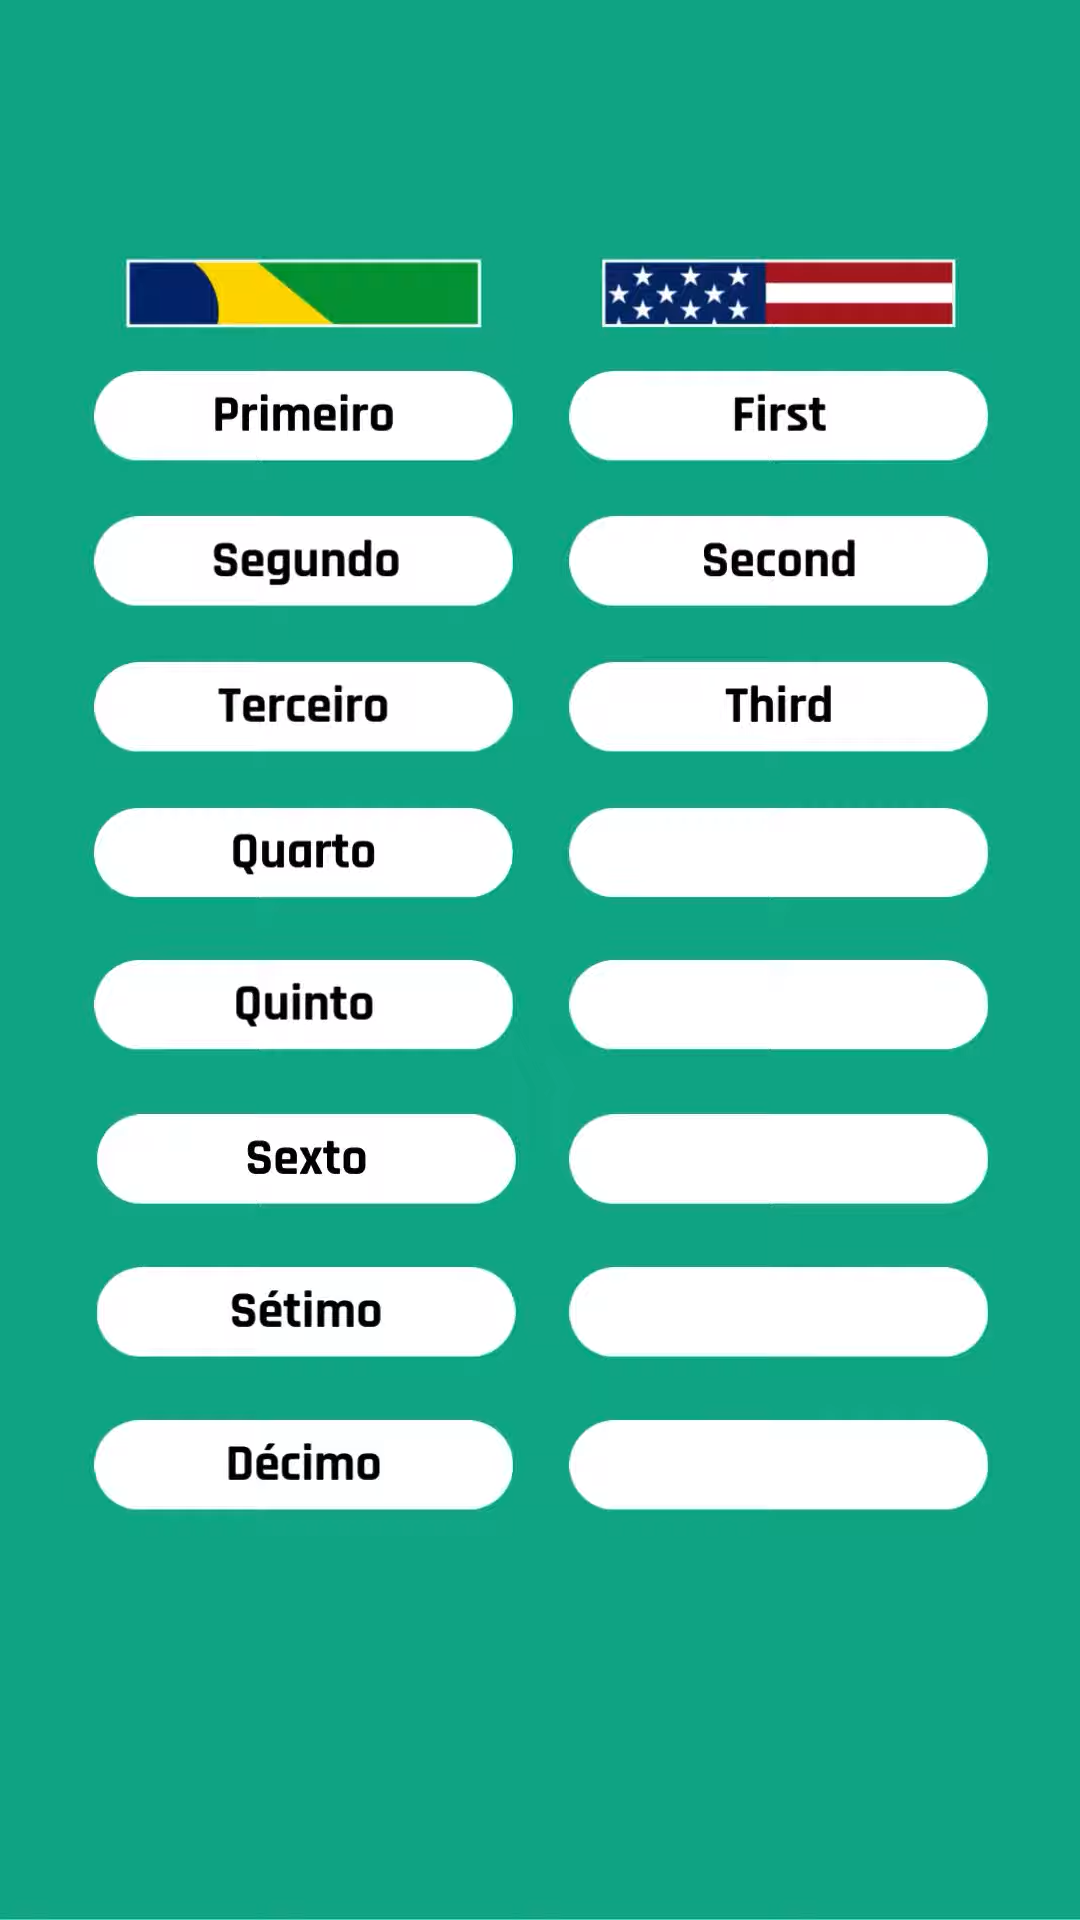 Primeiro
First
Segundo
Second
Terceiro
Third
Quarto
Quinto
Sexto
Sétimo
Décimo